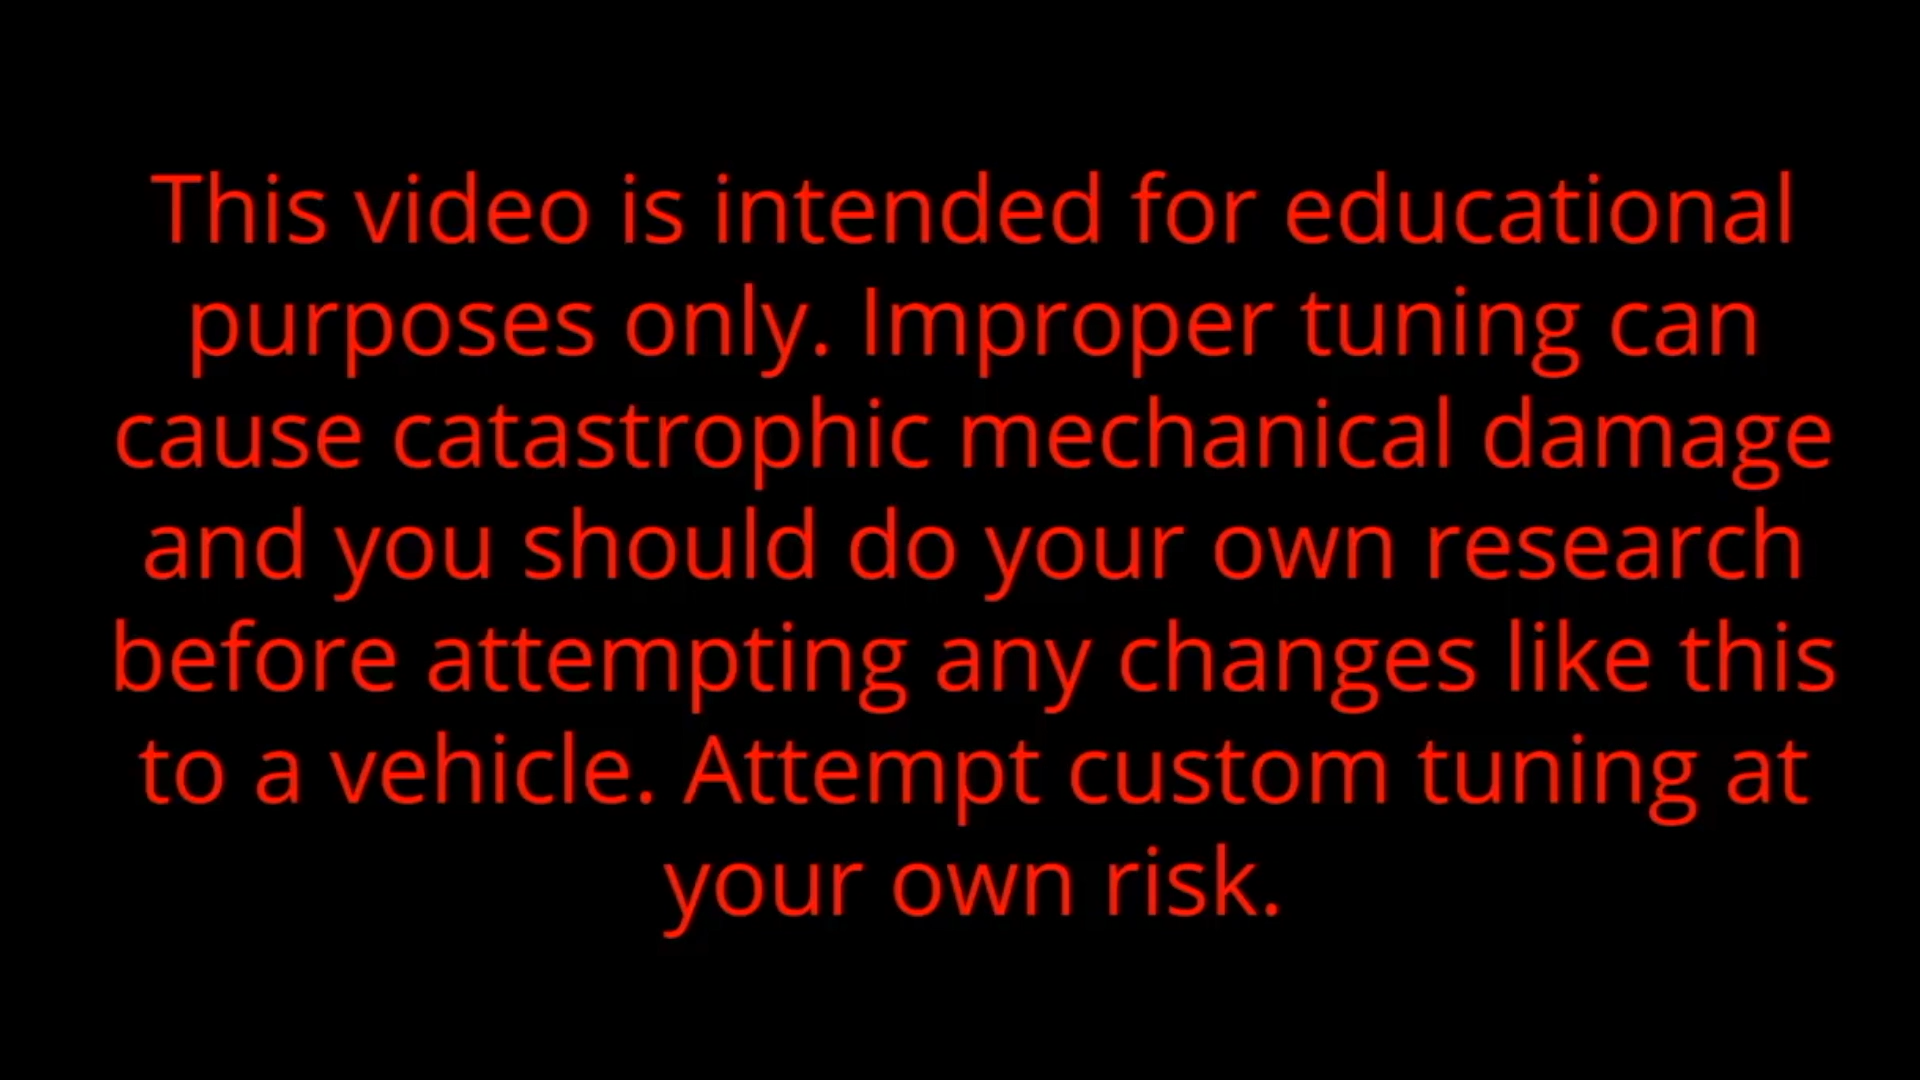 This video is intended for educational
purposes only. Improper tuning can
cause catastrophic mechanical damage
and you should do your own research
before attempting any changes like this
to a vehicle. Attempt custom tuning at
your own risk.